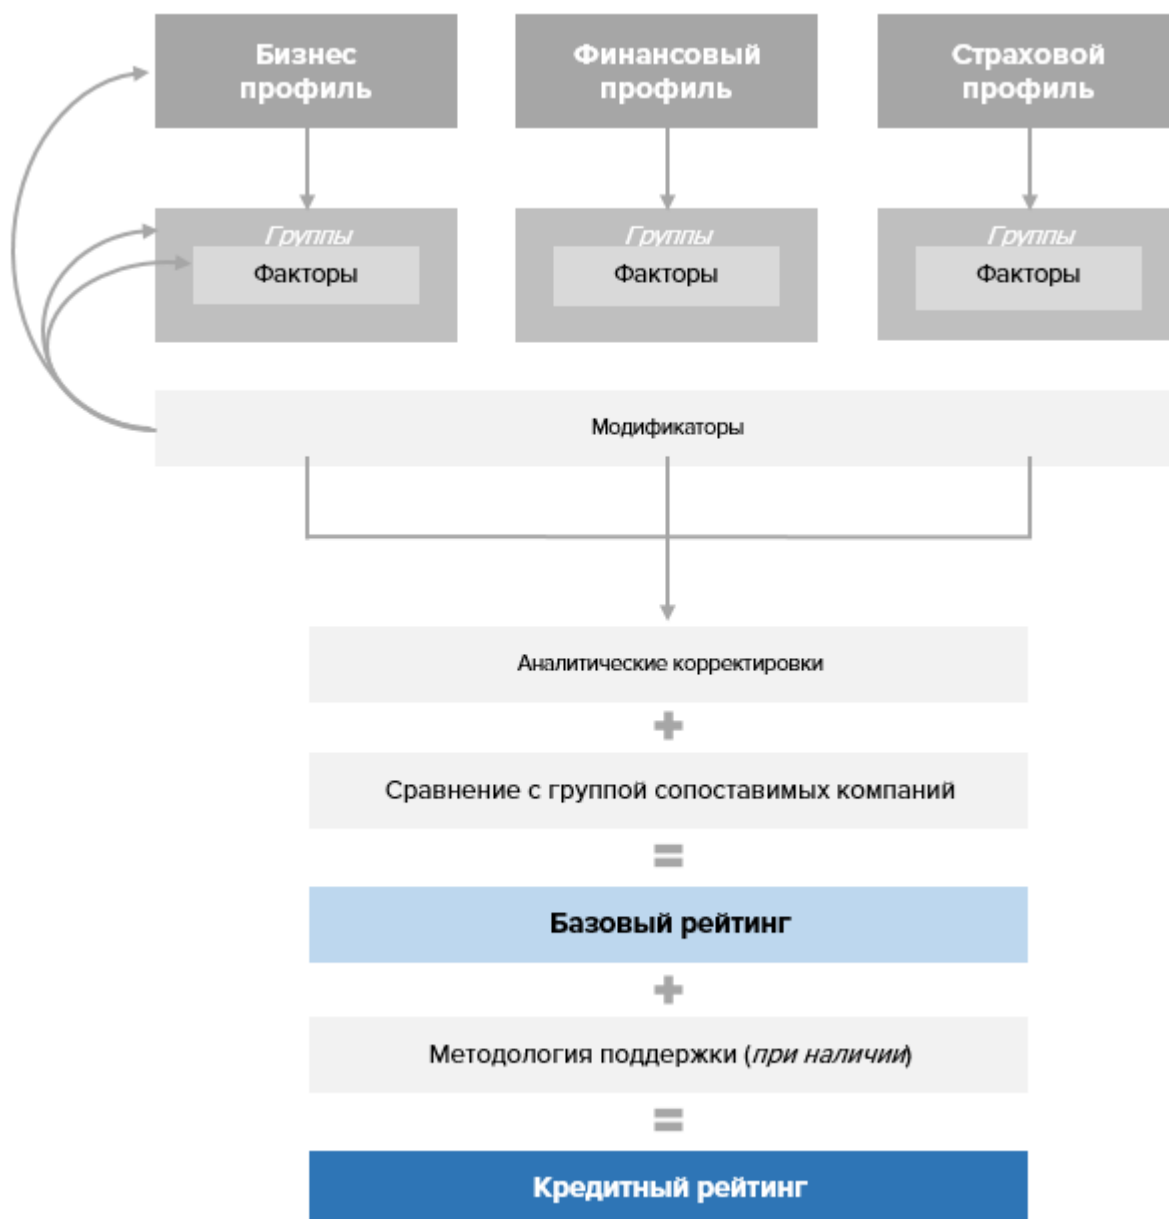 Бизнес
профиль
Финансовый
профиль
Страховой
профиль
Группы
Факторы
Группы
Факторы
Группы
Факторы
Модификаторы
Аналитические корректировки
+
Сравнение с группой сопоставимых компаний
=
Базовый рейтинг
+
Методология поддержки (при наличии)
=
Кредитный рейтинг